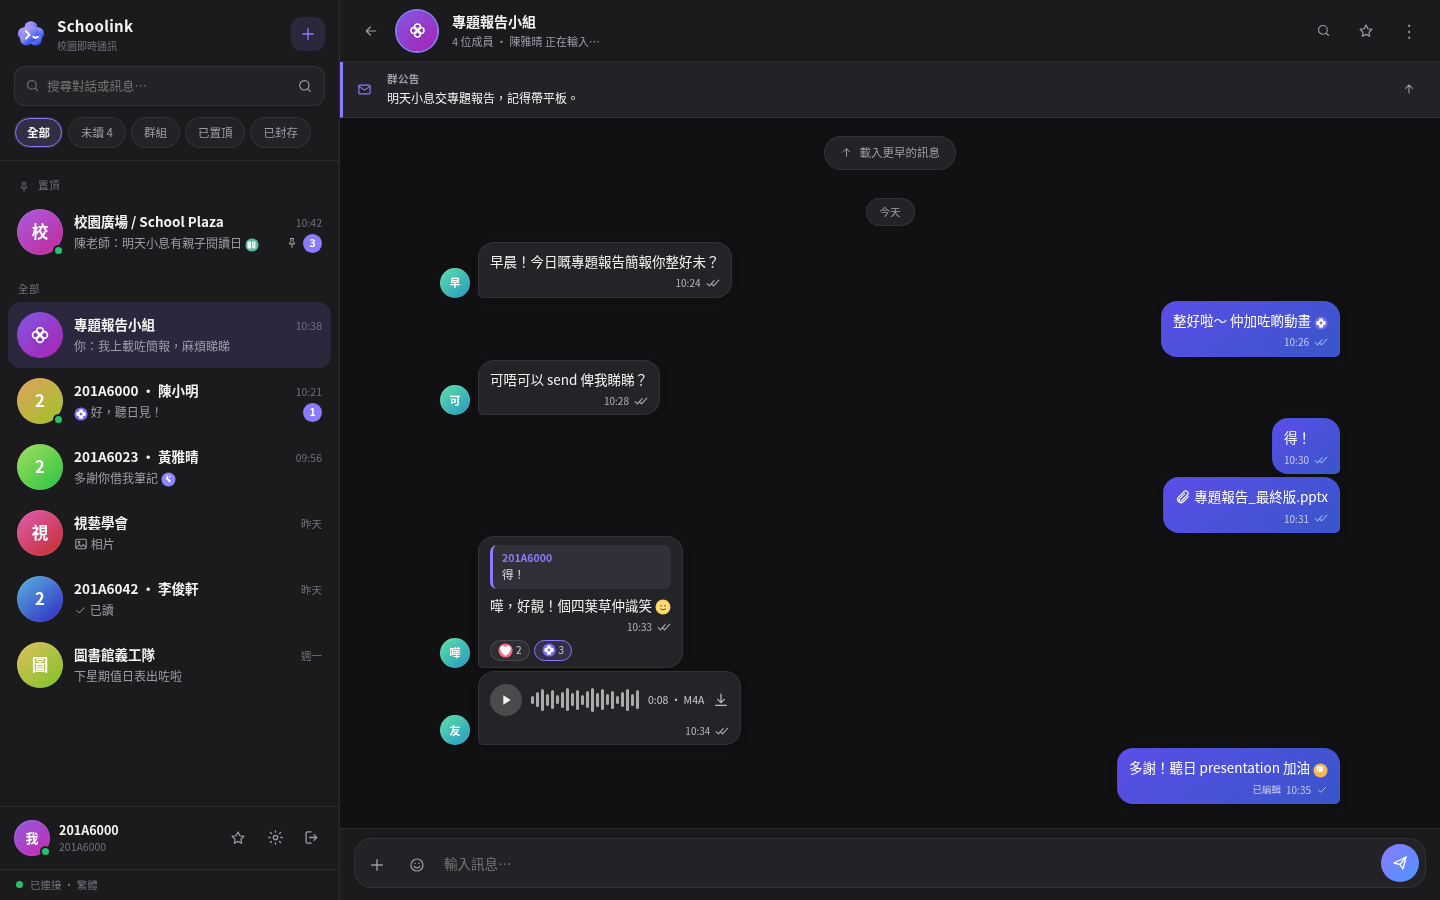 Schoolink
校園即時通訊
搜尋對話或訊息…
全部
未讀 4
群組
已置頂
已封存
置頂
校
校園廣場 / School Plaza
10:42
陳老師：明天小息有親子閱讀日
3
全部
專題報告小組
10:38
你：我上載咗簡報，麻煩睇睇
2
201A6000 · 陳小明
10:21
好，聽日見！
1
2
201A6023 · 黃雅晴
09:56
多謝你借我筆記
視
視藝學會
昨天
相片
2
201A6042 · 李俊軒
昨天
已讀
圖
圖書館義工隊
週一
下星期值日表出咗啦
我
201A6000
201A6000
已連接 · 繁體
專題報告小組
4 位成員 · 陳雅晴 正在輸入…
群公告
明天小息交專題報告，記得帶平板。
載入更早的訊息
今天
早
早晨！今日嘅專題報告簡報你整好未？
10:24
整好啦～ 仲加咗啲動畫
10:26
可
可唔可以 send 俾我睇睇？
10:28
得！
10:30
專題報告_最終版.pptx
10:31
201A6000
得！
嘩，好靚！個四葉草仲識笑
10:33
嘩
2
3
友
0:08 · M4A
10:34
多謝！聽日 presentation 加油
已編輯 10:35
輸入訊息…